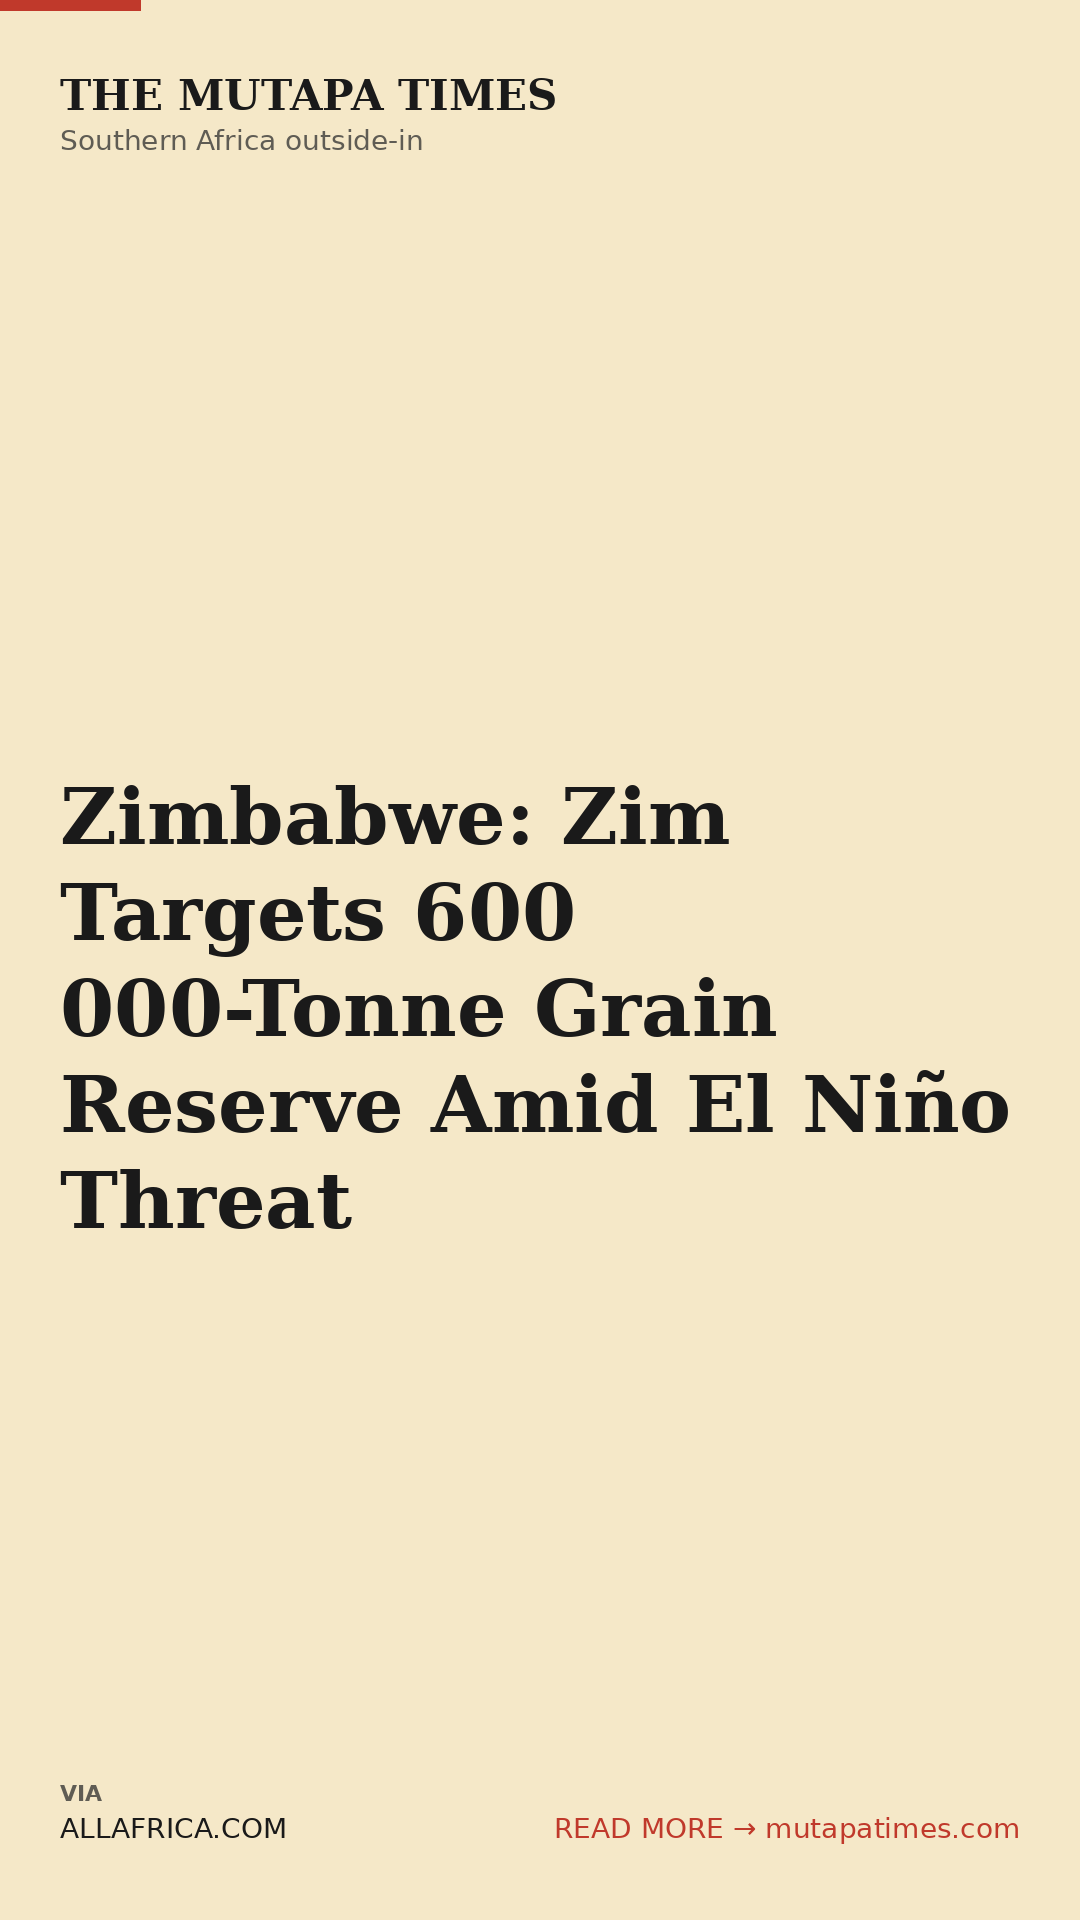 THE MUTAPA TIMES
Southern Africa outside-in
Zimbabwe: Zim
Targets 600
000-Tonne Grain
Reserve Amid El Niño
Threat
VIA
ALLAFRICA.COM
READ MORE → mutapatimes.com